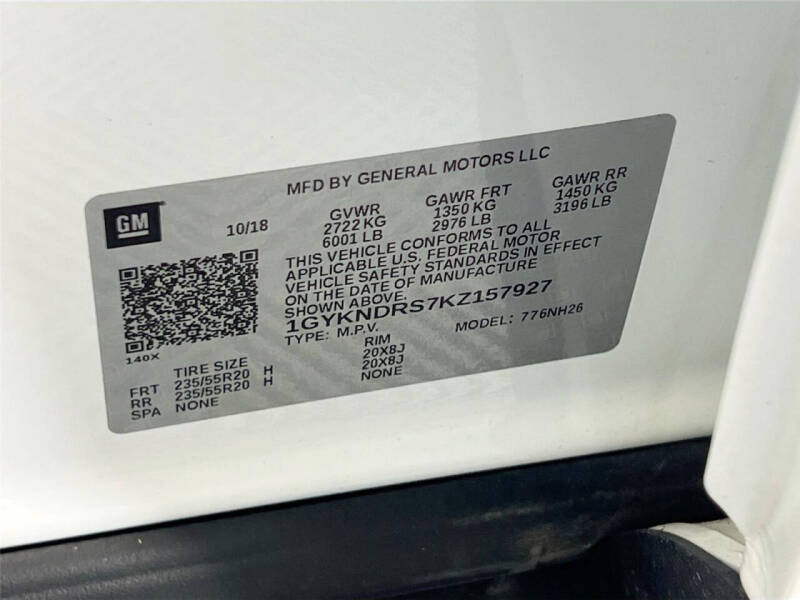 MFD BY GENERAL MOTORS LLC
GM
10/18
GVWR
2722 KG
6001 LB
GAWR FRT
1350 KG
2976 LB
GAWR RR
1450 KG
3196 LB
THIS VEHICLE CONFORMS TO ALL
APPLICABLE U.S. FEDERAL MOTOR
VEHICLE SAFETY STANDARDS IN EFFECT
ON THE DATE OF MANUFACTURE
SHOWN ABOVE.
1GYKNDRS7KZ157927
TYPE: M.P.V. MODEL: 776NH26
140X
TIRE SIZE RIM
FRT 235/55R20 H 20X8J
RR 235/55R20 H 20X8J
SPA NONE NONE